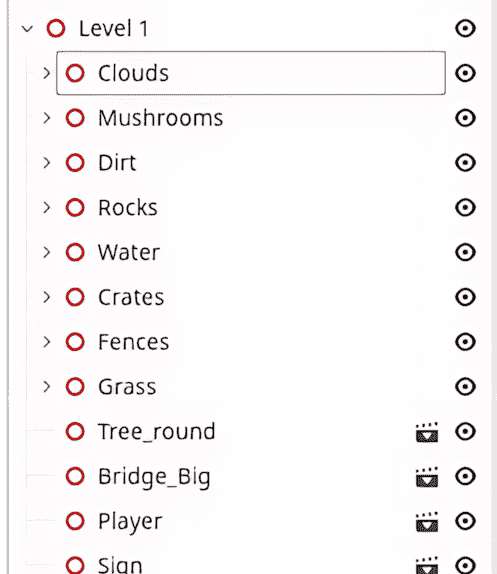 Level 1
Clouds
Mushrooms
Dirt
Rocks
Water
Crates
Fences
Grass
Tree_round
Bridge_Big
Player
Sign